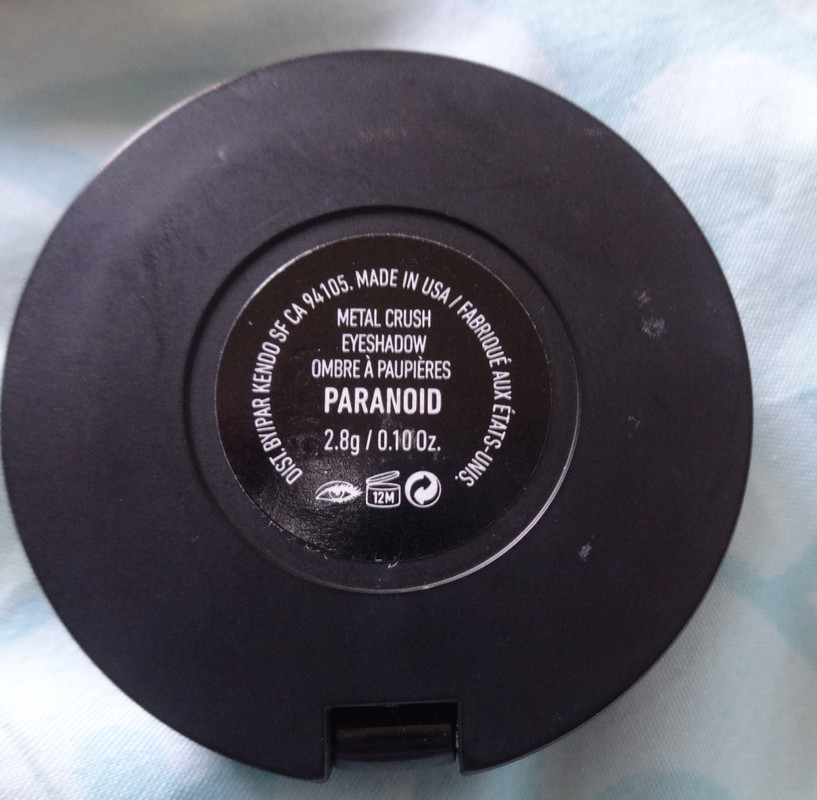 DIST. BY/PAR KENDO SF CA 94105. MADE IN USA / FABRIQUÉ AUX ÉTATS-UNIS.
METAL CRUSH
EYESHADOW
OMBRE À PAUPIÈRES
PARANOID
2.8g / 0.10 Oz.
12M